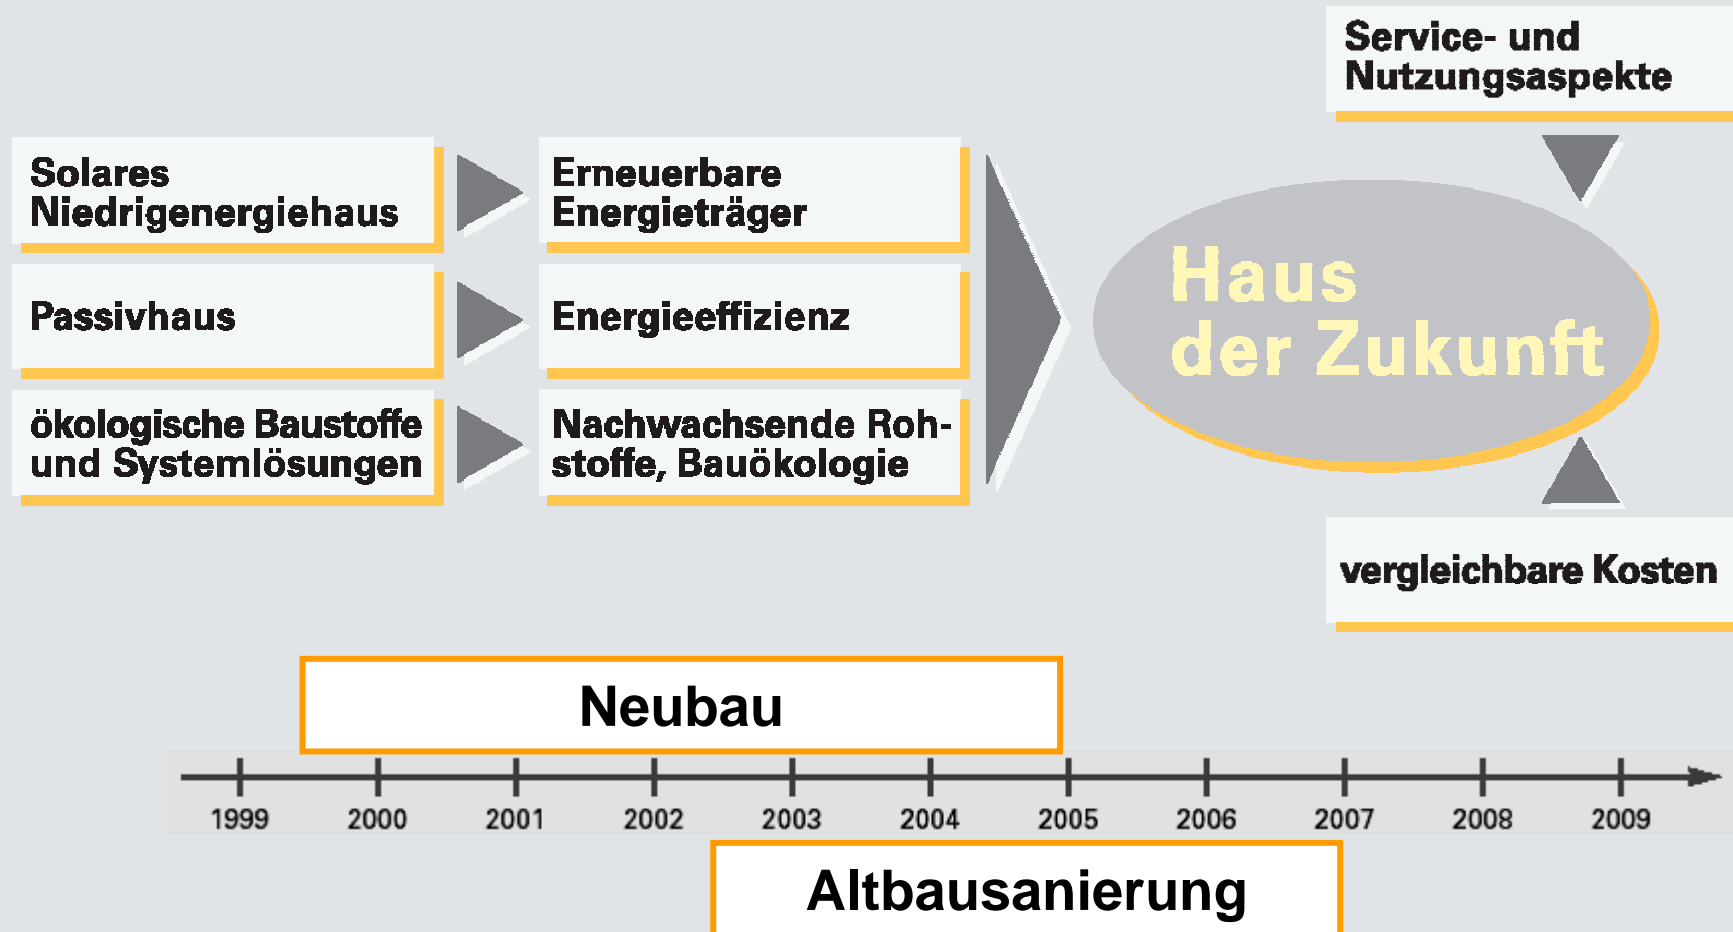 Service- und
Nutzungsaspekte
Solares
Niedrigenergiehaus
Erneuerbare
Energieträger
Passivhaus
Energieeffizienz
ökologische Baustoffe
und Systemlösungen
Nachwachsende Roh-
stoffe, Bauökologie
Haus
der Zukunft
vergleichbare Kosten
Neubau
1999 2000 2001 2002 2003 2004 2005 2006 2007 2008 2009
Altbausanierung